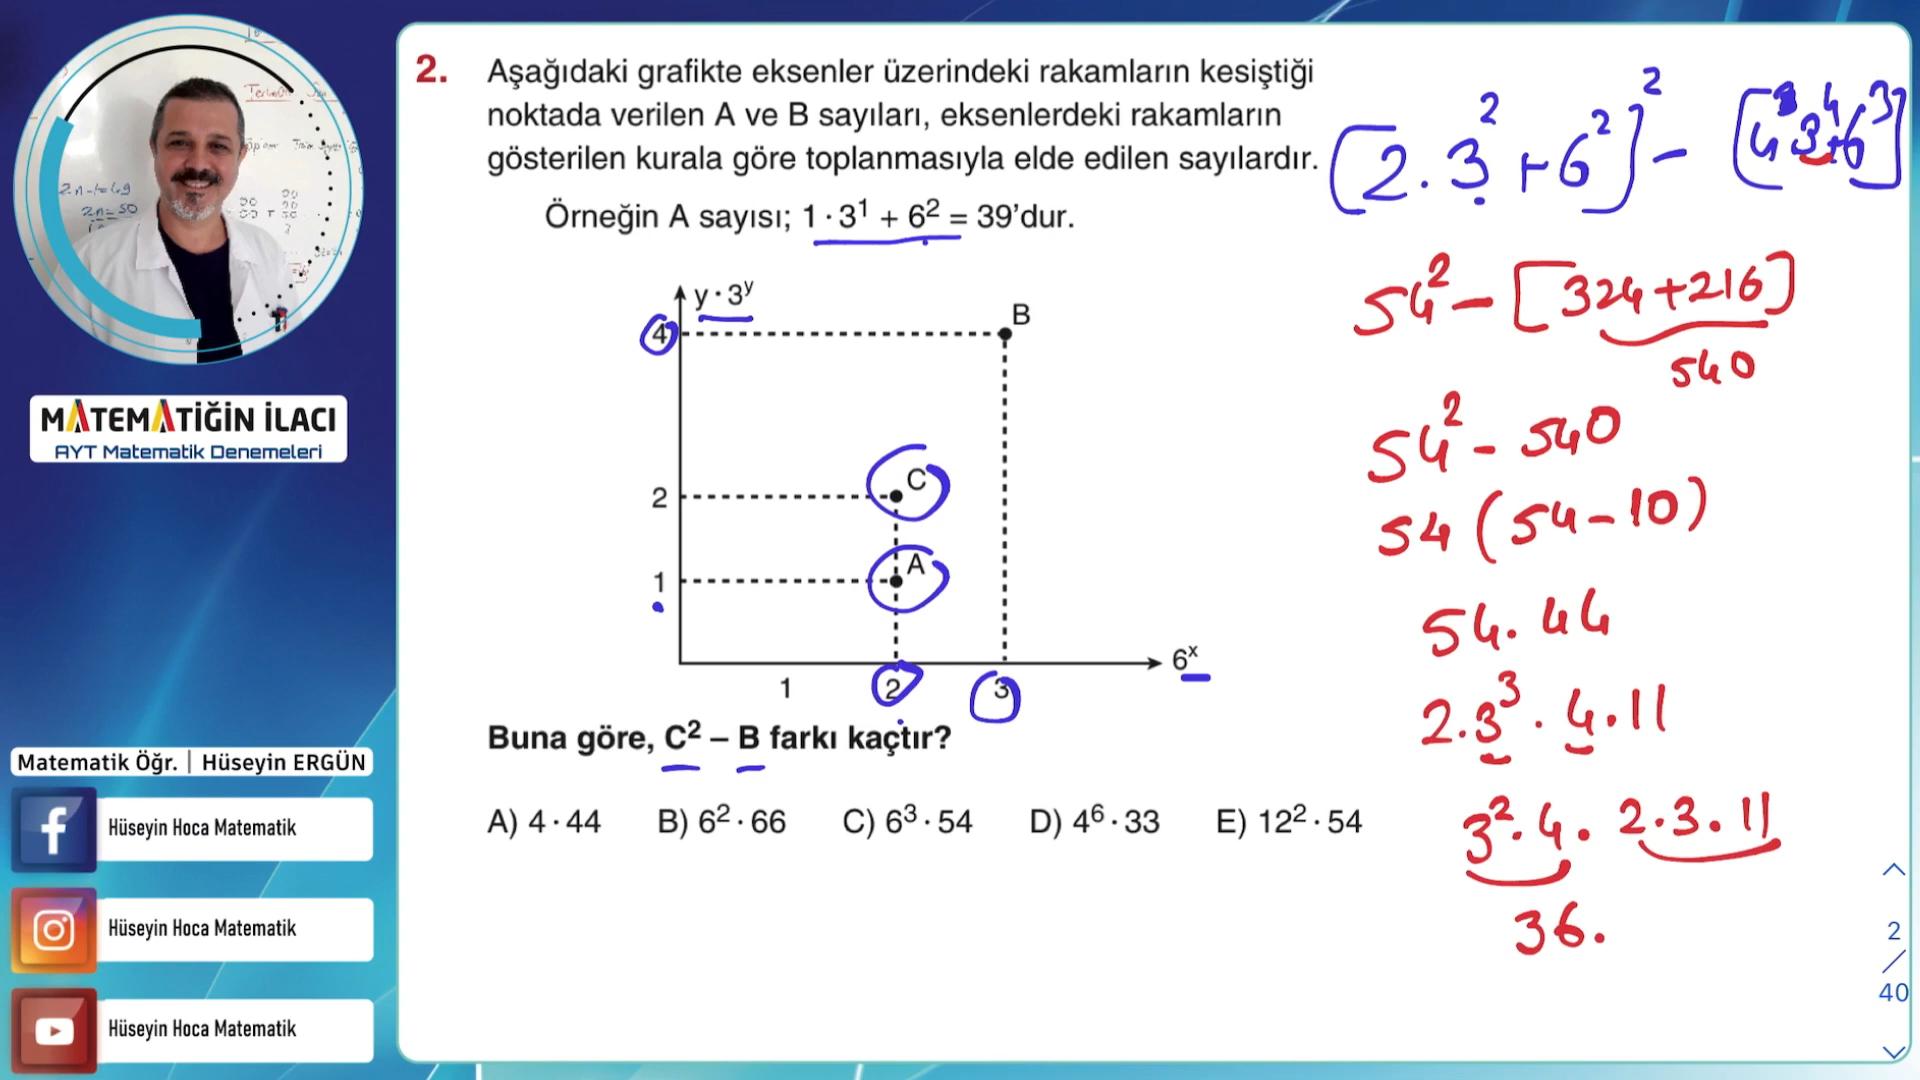 2. Aşağıdaki grafikte eksenler üzerindeki rakamların kesiştiği
noktada verilen A ve B sayıları, eksenlerdeki rakamların
gösterilen kurala göre toplanmasıyla elde edilen sayılardır.
Örneğin A sayısı; 1 · 3¹ + 6² = 39’dur.
y · 3ʸ
4
B
2
C
1
A
6ˣ
1 2 3
Buna göre, C² – B farkı kaçtır?
A) 4 · 44 B) 6² · 66 C) 6³ · 54 D) 4⁶ · 33 E) 12² · 54
[2 . 3² + 6²]² – [4 3⁴ + 6³]
54² – [324 + 216]
540
54² – 540
54 (54 – 10)
54 . 44
2 . 3³ . 4 . 11
3² . 4 . 2 . 3 . 11
36 .
MATEMATİĞİN İLACI
AYT Matematik Denemeleri
Matematik Öğr. | Hüseyin ERGÜN
Hüseyin Hoca Matematik
Hüseyin Hoca Matematik
Hüseyin Hoca Matematik
2
/
40